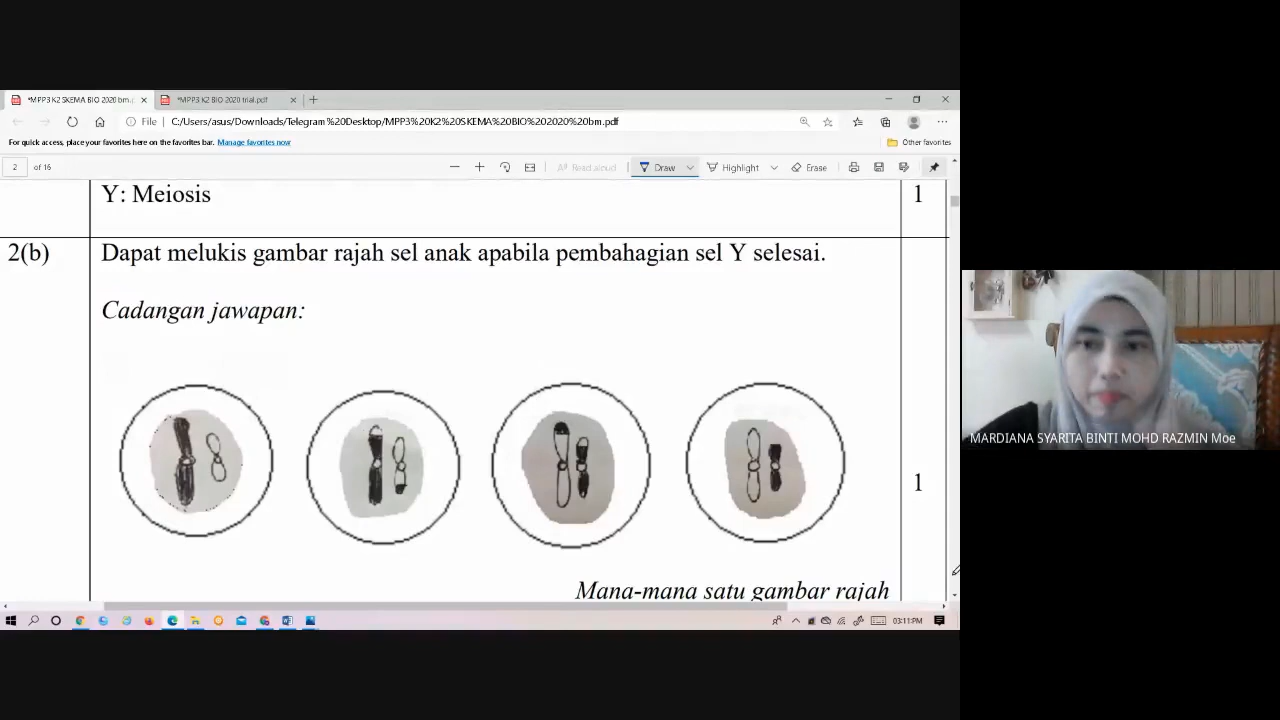 *MPP3 K2 SKEMA BIO 2020 bm.p
*MPP3 K2 BIO 2020 trial.pdf
File
C:/Users/asus/Downloads/Telegram%20Desktop/MPP3%20K2%20SKEMA%20BIO%202020%20bm.pdf
For quick access, place your favorites here on the favorites bar. Manage favorites now
Other favorites
2 of 16
Read aloud
Draw
Highlight
Erase
Y: Meiosis
1
2(b)
Dapat melukis gambar rajah sel anak apabila pembahagian sel Y selesai.
Cadangan jawapan:
1
Mana-mana satu gambar rajah
MARDIANA SYARITA BINTI MOHD RAZMIN Moe
03:11PM